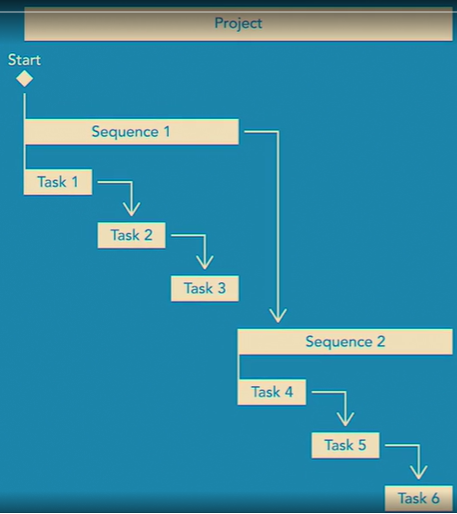 Project
Start
Sequence 1
Task 1
Task 2
Task 3
Sequence 2
Task 4
Task 5
Task 6